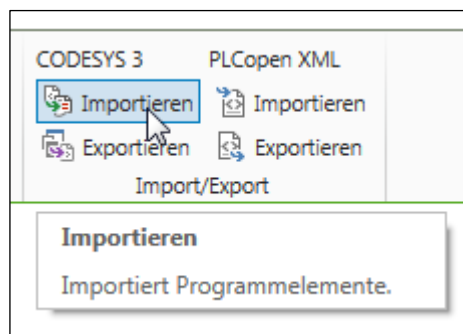 CODESYS 3 PLCopen XML
Importieren Importieren
Exportieren Exportieren
Import/Export
Importieren
Importiert Programmelemente.